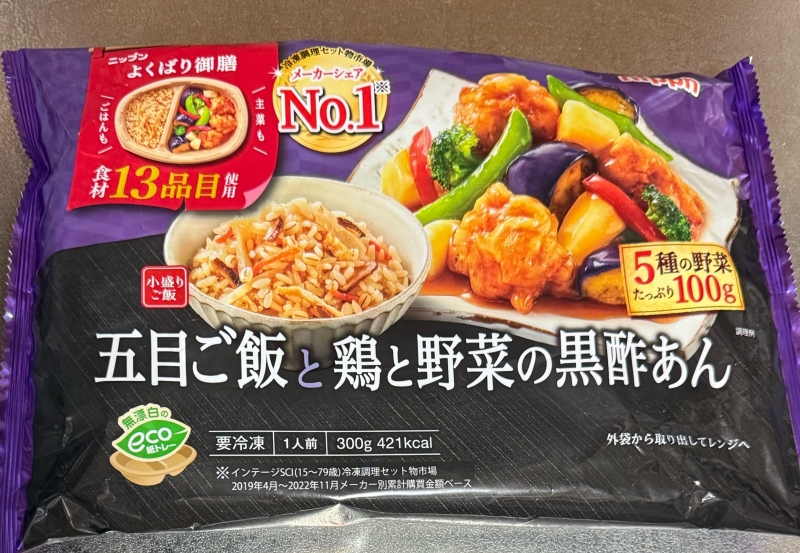 ニップン
よくばり御膳
ごはんも
主菜も
食材13品目使用
冷凍調理セット物市場
メーカーシェア
No.1※
nippn
5種の野菜
たっぷり100g
調理例
小盛り
ご飯
五目ご飯と鶏と野菜の黒酢あん
無漂白の
eco
紙トレー
要冷凍 1人前 300g 421kcal
外袋から取り出してレンジへ
※インテージSCI(15〜79歳)冷凍調理セット物市場
2019年4月〜2022年11月メーカー別累計購買金額ベース